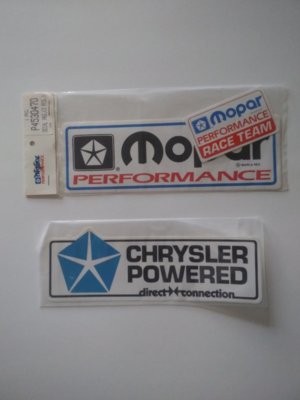 P4530470
mopar
PERFORMANCE
mopar
PERFORMANCE
RACE TEAM
CHRYSLER
POWERED
direct connection